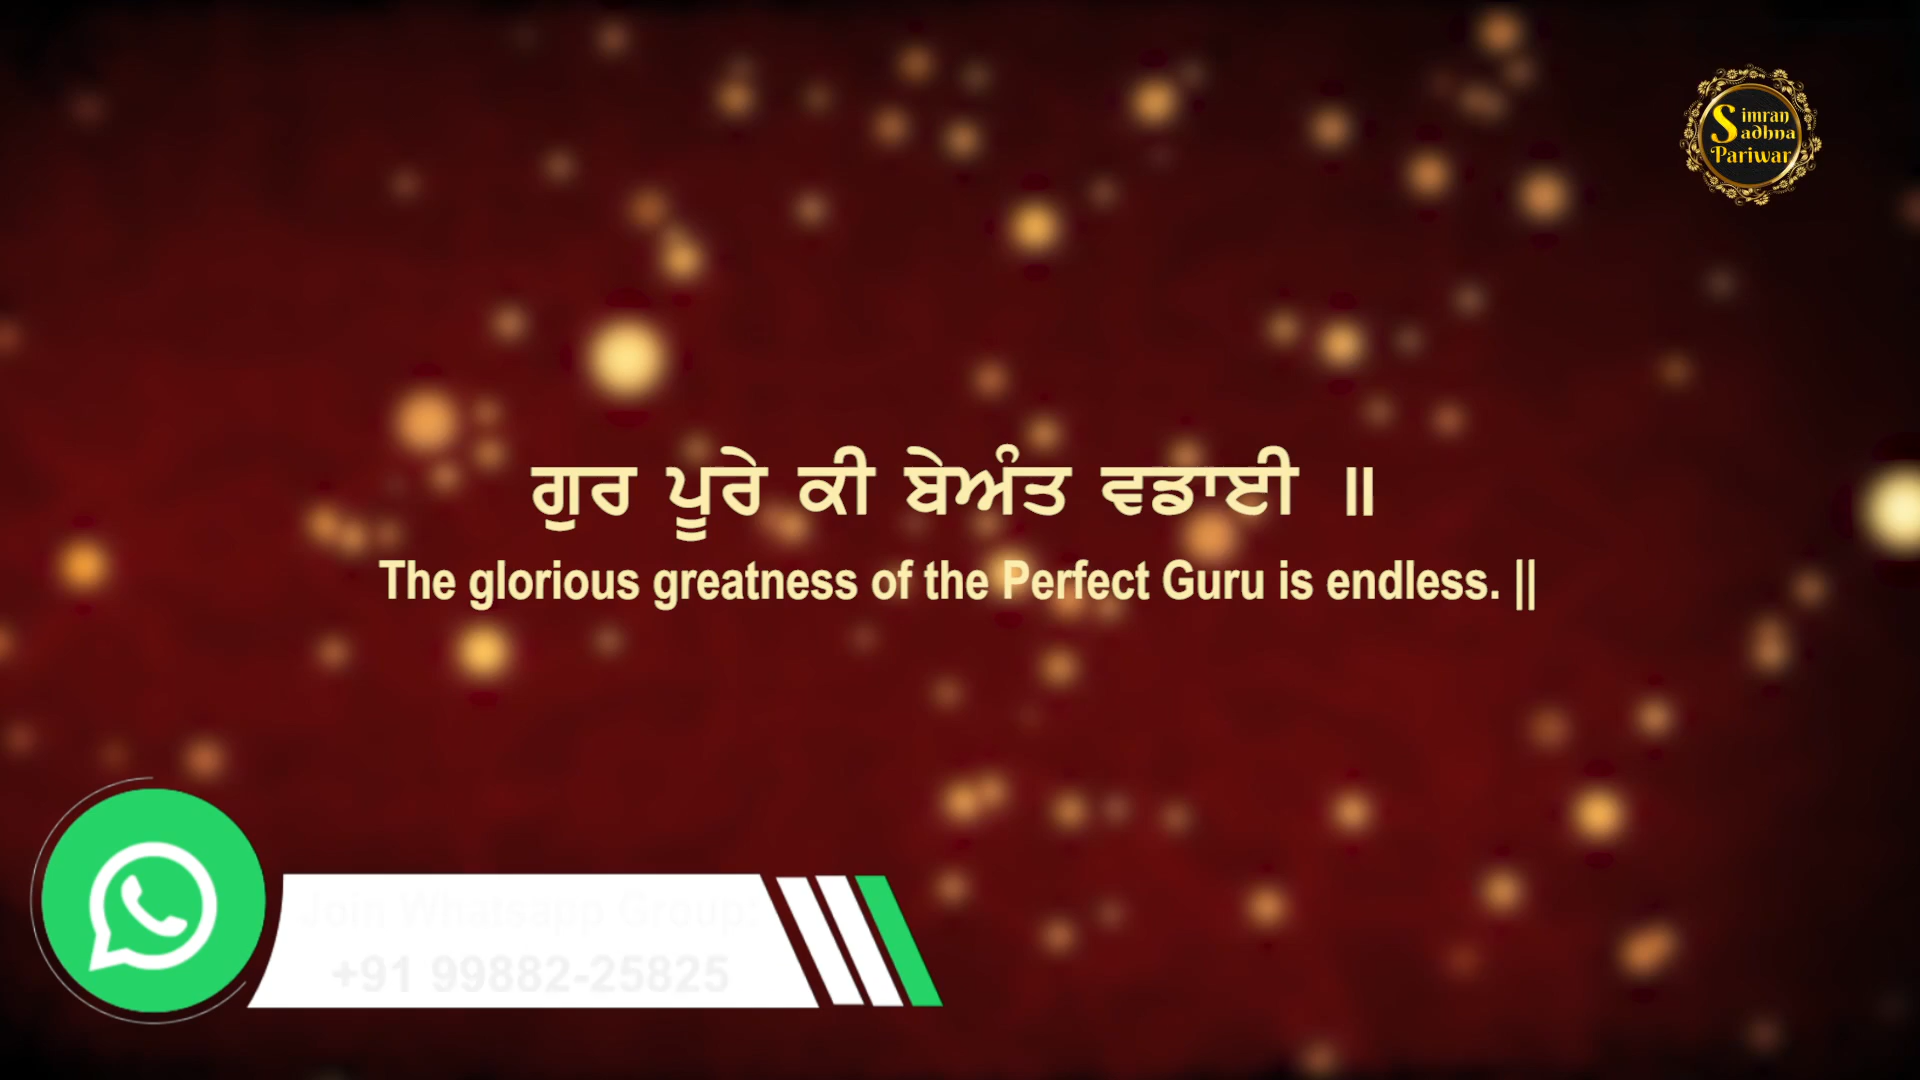 Simran
Sadhna
Pariwar
ਗੁਰ ਪੂਰੇ ਕੀ ਬੇਅੰਤ ਵਡਾਈ ॥
The glorious greatness of the Perfect Guru is endless. ||
Join Whatsapp Group:
+91 99882-25825